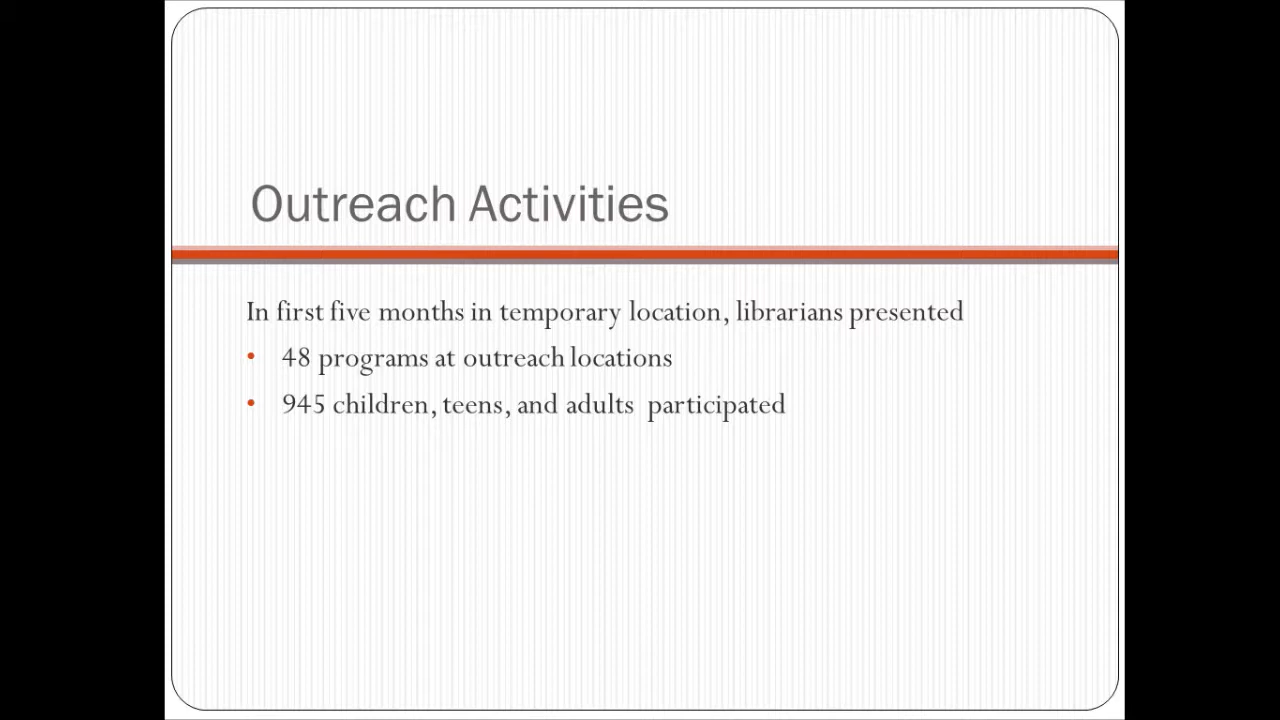 Outreach Activities
In first five months in temporary location, librarians presented
• 48 programs at outreach locations
• 945 children, teens, and adults  participated